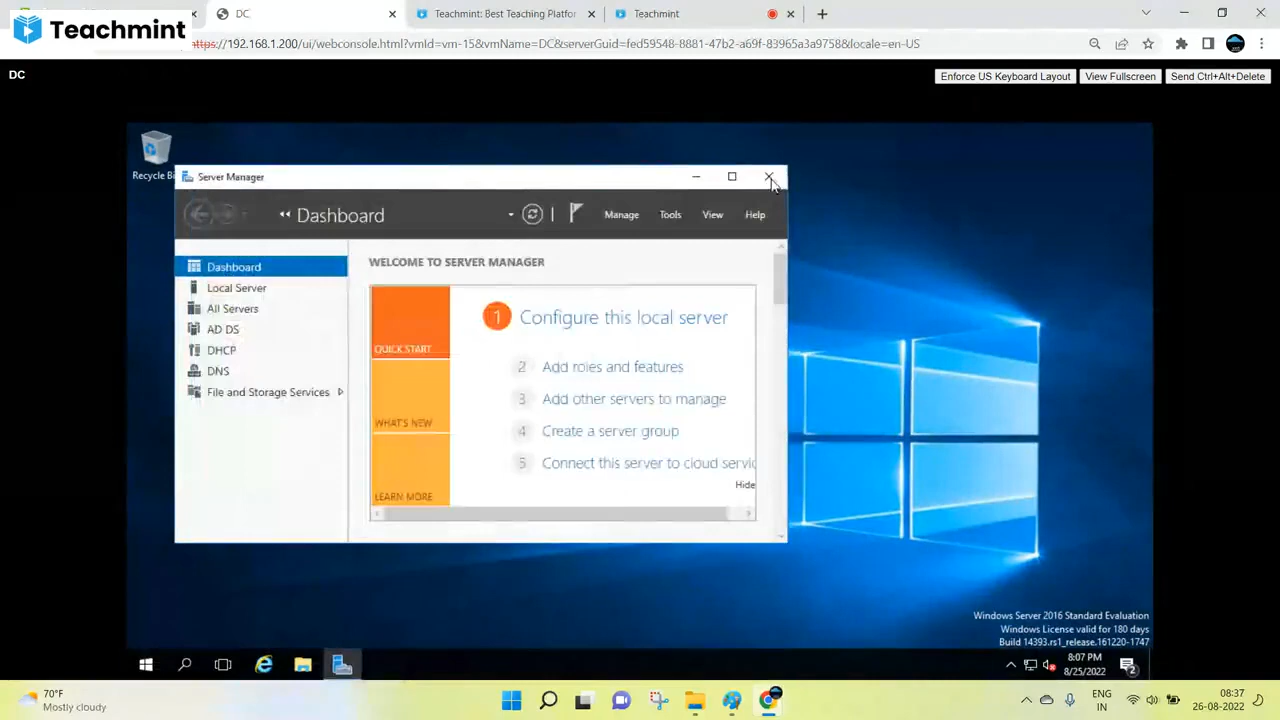 DC
Teachmint Best Teaching Platfor
Teachmint
Teachmint
https://192.168.1.200/ui/webconsole.html?vmId=vm-15&vmName=DC&serverGuid=fed59548-8881-47b2-a69f-839658a9758&locale=en-US
DC
Enforce US Keyboard Layout
View Fullscreen
Send Ctrl+Alt+Delete
Recycle Bi
Server Manager
Dashboard
Manage
Tools
View
Help
Dashboard
Local Server
All Servers
AD DS
DHCP
DNS
File and Storage Services
WELCOME TO SERVER MANAGER
QUICK START
WHAT'S NEW
LEARN MORE
1 Configure this local server
2 Add roles and features
3 Add other servers to manage
4 Create a server group
5 Connect this server to cloud servic
Hide
Windows Server 2016 Standard Evaluation
Windows License valid for 180 days
Build 14393.rs1_release.161220-1747
8:07 PM
8/25/2022
2
70°F
Mostly cloudy
ENG
IN
08:37
26-08-2022